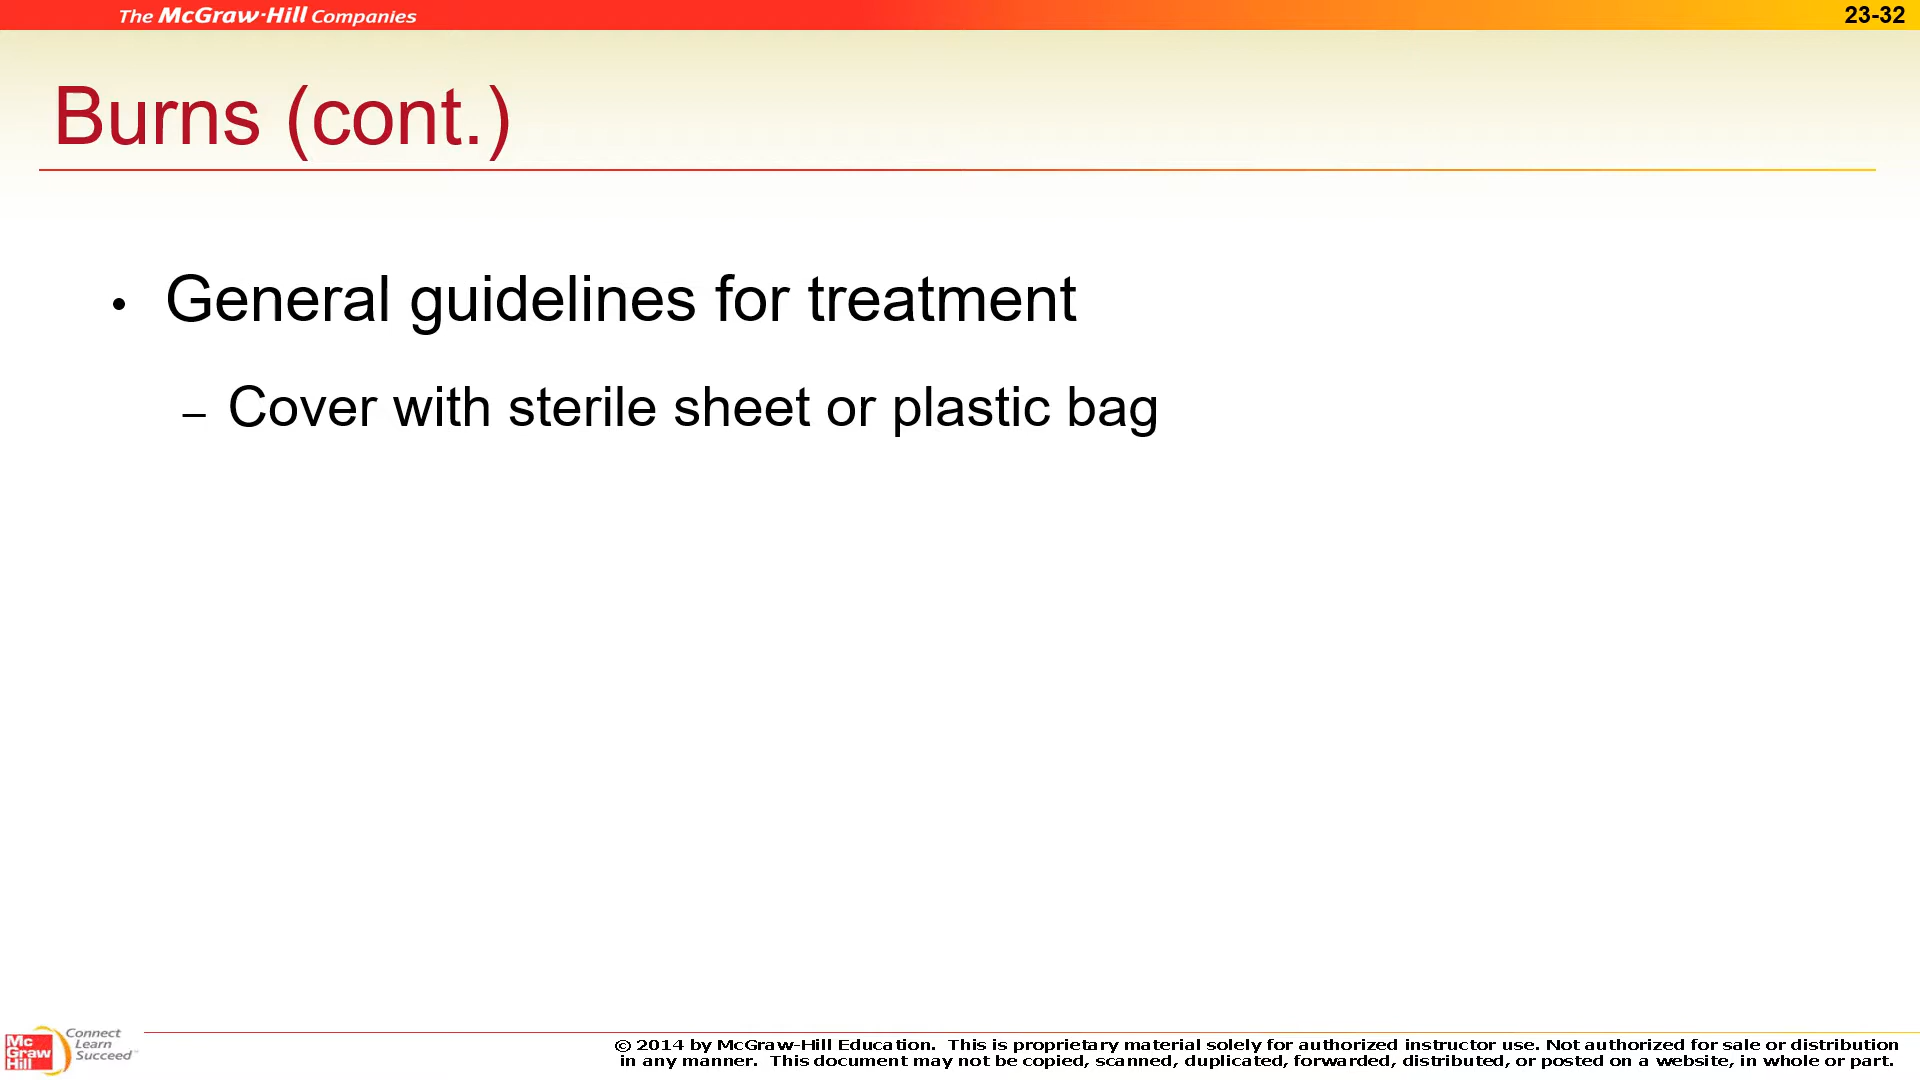 The McGraw-Hill Companies
23-32
Burns (cont.)
• General guidelines for treatment
– Cover with sterile sheet or plastic bag
Mc
Graw
Hill
Connect
Learn
Succeed™
© 2014 by McGraw-Hill Education. This is proprietary material solely for authorized instructor use. Not authorized for sale or distribution
in any manner. This document may not be copied, scanned, duplicated, forwarded, distributed, or posted on a website, in whole or part.